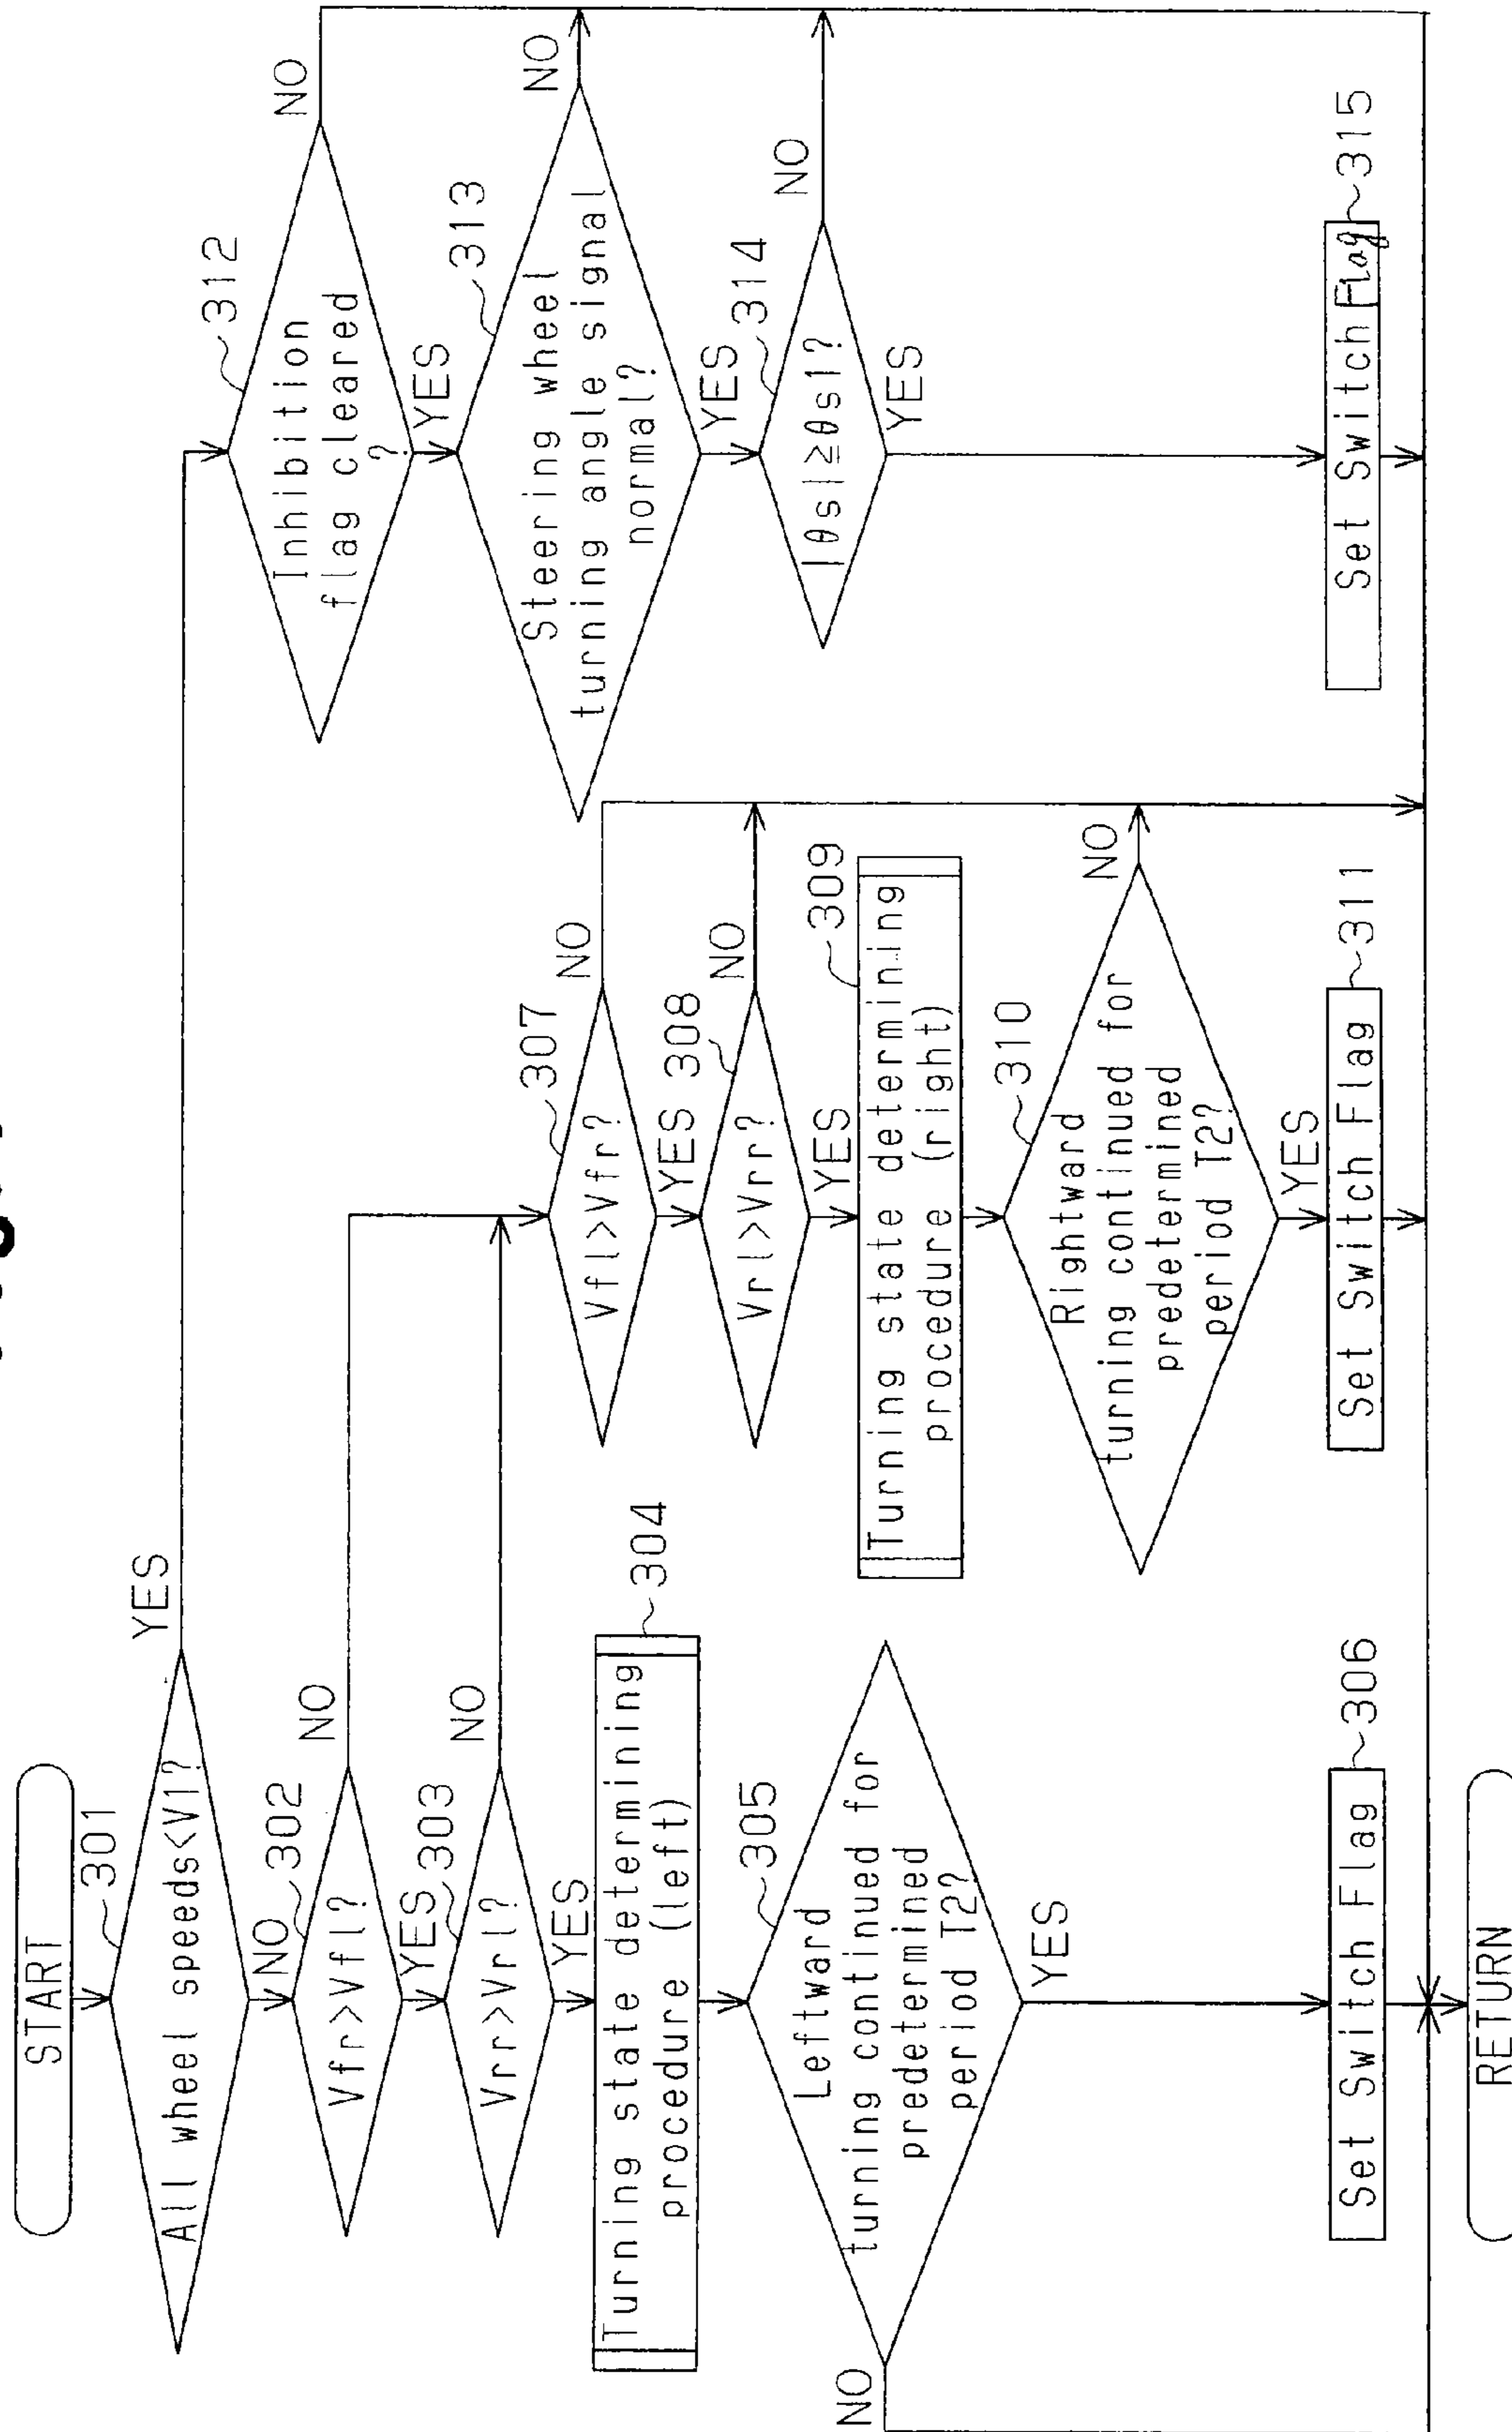 START
301
All wheel speeds<V1?
YES
NO
302
Vfr>Vfl?
NO
YES
303
Vrr>Vrl?
NO
YES
304
Turning state determining
procedure (left)
305
Leftward
turning continued for
predetermined
period T2?
NO
YES
306
Set Switch Flag
RETURN
307
Vfl>Vfr?
NO
YES
308
Vrl>Vrr?
NO
YES
309
Turning state determining
procedure (right)
310
Rightward
turning continued for
predetermined
period T2?
NO
YES
311
Set Switch Flag
312
Inhibition
flag cleared
?
NO
YES
313
Steering wheel
turning angle signal
normal?
NO
YES
314
|θs|≥θs1?
NO
YES
315
Set Switch Flag